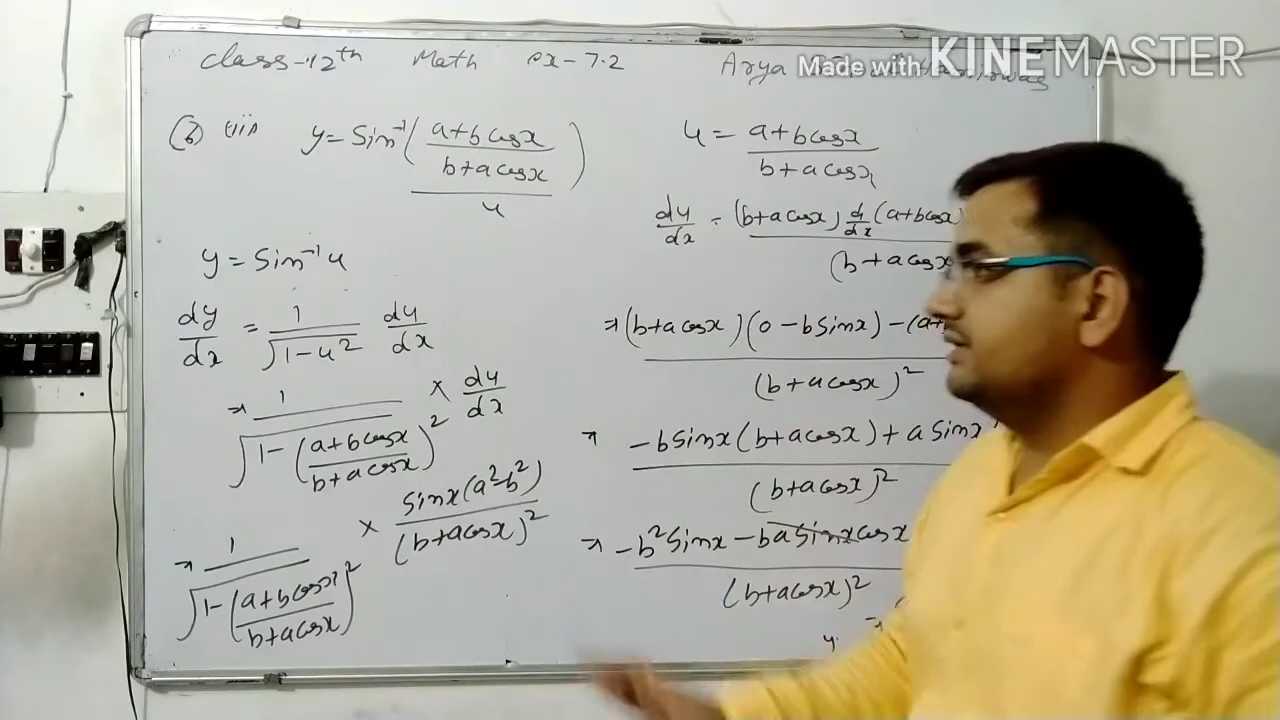 Made with KINEMASTER
Class-12th Math ex-7.2 Arya
(6) (iii) y = Sin⁻¹((a+b cosx)/(b+a cosx))
u
y = Sin⁻¹ u
dy/dx = 1/√(1-u²) du/dx
⇒ 1/√(1-((a+b cosx)/(b+a cosx))²) × du/dx
⇒ 1/√(1-((a+b cosx)/(b+a cosx))²) × sinx(a²-b²)/(b+a cosx)²
u = (a+b cosx)/(b+a cosx)
du/dx = (b+a cosx) d/dx (a+b cosx)
(b+a cosx
⇒ (b+a cosx)(0-b sinx) - (a+
(b+a cosx)²
⇒ -b sinx (b+a cosx) + a sinx
(b+a cosx)²
⇒ -b² sinx - ba sinx cosx
(b+a cosx)²